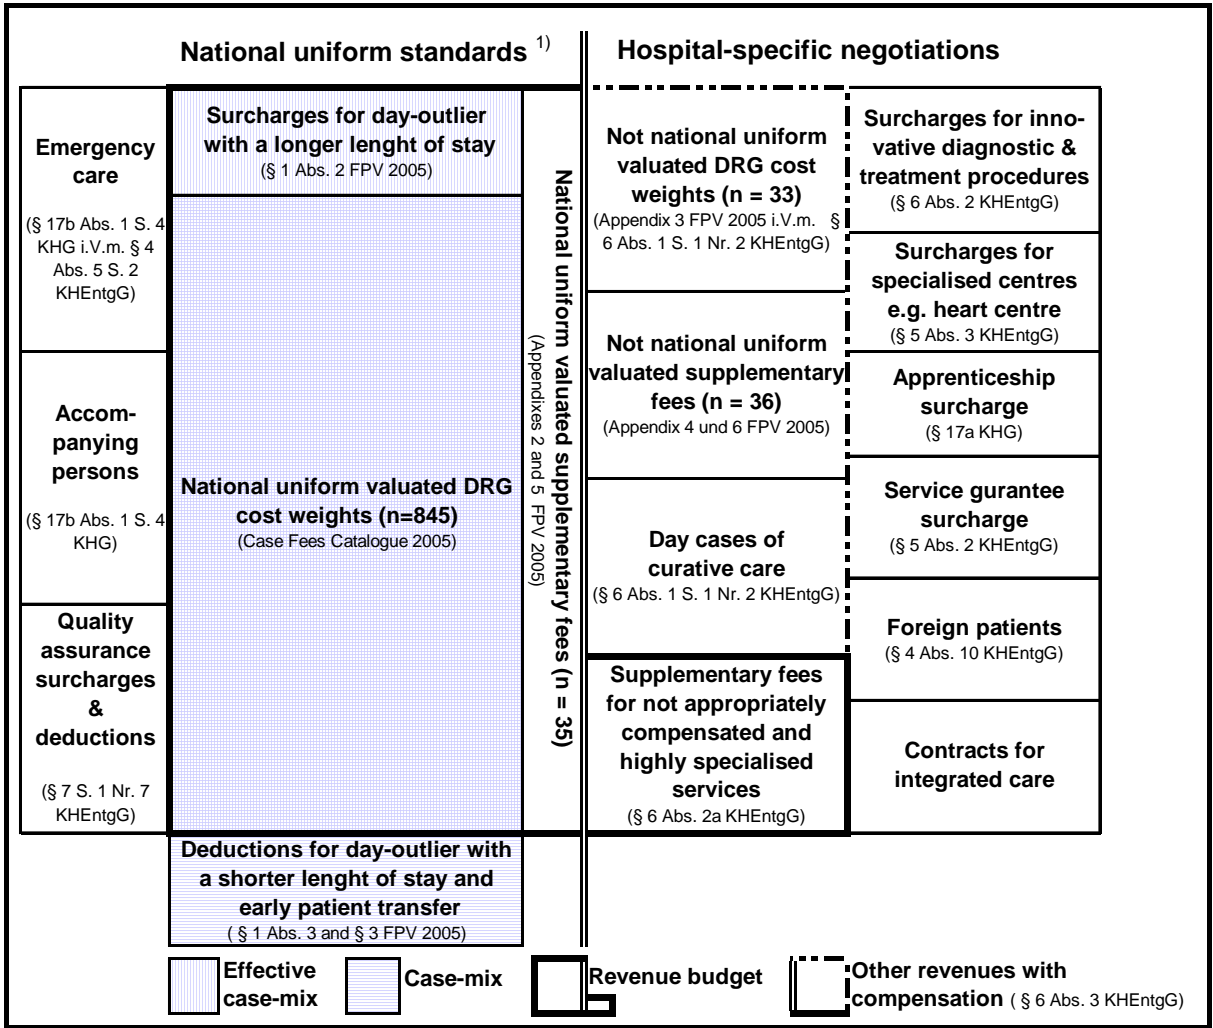 National uniform standards 1)
Hospital-specific negotiations
Emergency
care
(§ 17b Abs. 1 S. 4
KHG i.V.m. § 4
Abs. 5 S. 2
KHEntgG)
Accom-
panying
persons
(§ 17b Abs. 1 S. 4
KHG)
Quality
assurance
surcharges
&
deductions
(§ 7 S. 1 Nr. 7
KHEntgG)
Surcharges for day-outlier
with a longer lenght of stay
(§ 1 Abs. 2 FPV 2005)
National uniform valuated DRG
cost weights (n=845)
(Case Fees Catalogue 2005)
Deductions for day-outlier with
a shorter lenght of stay and
early patient transfer
( § 1 Abs. 3 and § 3 FPV 2005)
National uniform valuated supplementary fees (n = 35)
(Appendixes 2 and 5 FPV 2005)
Not national uniform
valuated DRG cost
weights (n = 33)
(Appendix 3 FPV 2005 i.V.m. §
6 Abs. 1 S. 1 Nr. 2 KHEntgG)
Not national uniform
valuated supplementary
fees (n = 36)
(Appendix 4 und 6 FPV 2005)
Day cases of
curative care
(§ 6 Abs. 1 S. 1 Nr. 2 KHEntgG)
Supplementary fees
for not appropriately
compensated and
highly specialised
services
(§ 6 Abs. 2a KHEntgG)
Surcharges for inno-
vative diagnostic &
treatment procedures
(§ 6 Abs. 2 KHEntgG)
Surcharges for
specialised centres
e.g. heart centre
(§ 5 Abs. 3 KHEntgG)
Apprenticeship
surcharge
(§ 17a KHG)
Service gurantee
surcharge
(§ 5 Abs. 2 KHEntgG)
Foreign patients
(§ 4 Abs. 10 KHEntgG)
Contracts for
integrated care
Effective
case-mix
Case-mix
Revenue budget
Other revenues with
compensation ( § 6 Abs. 3 KHEntgG)